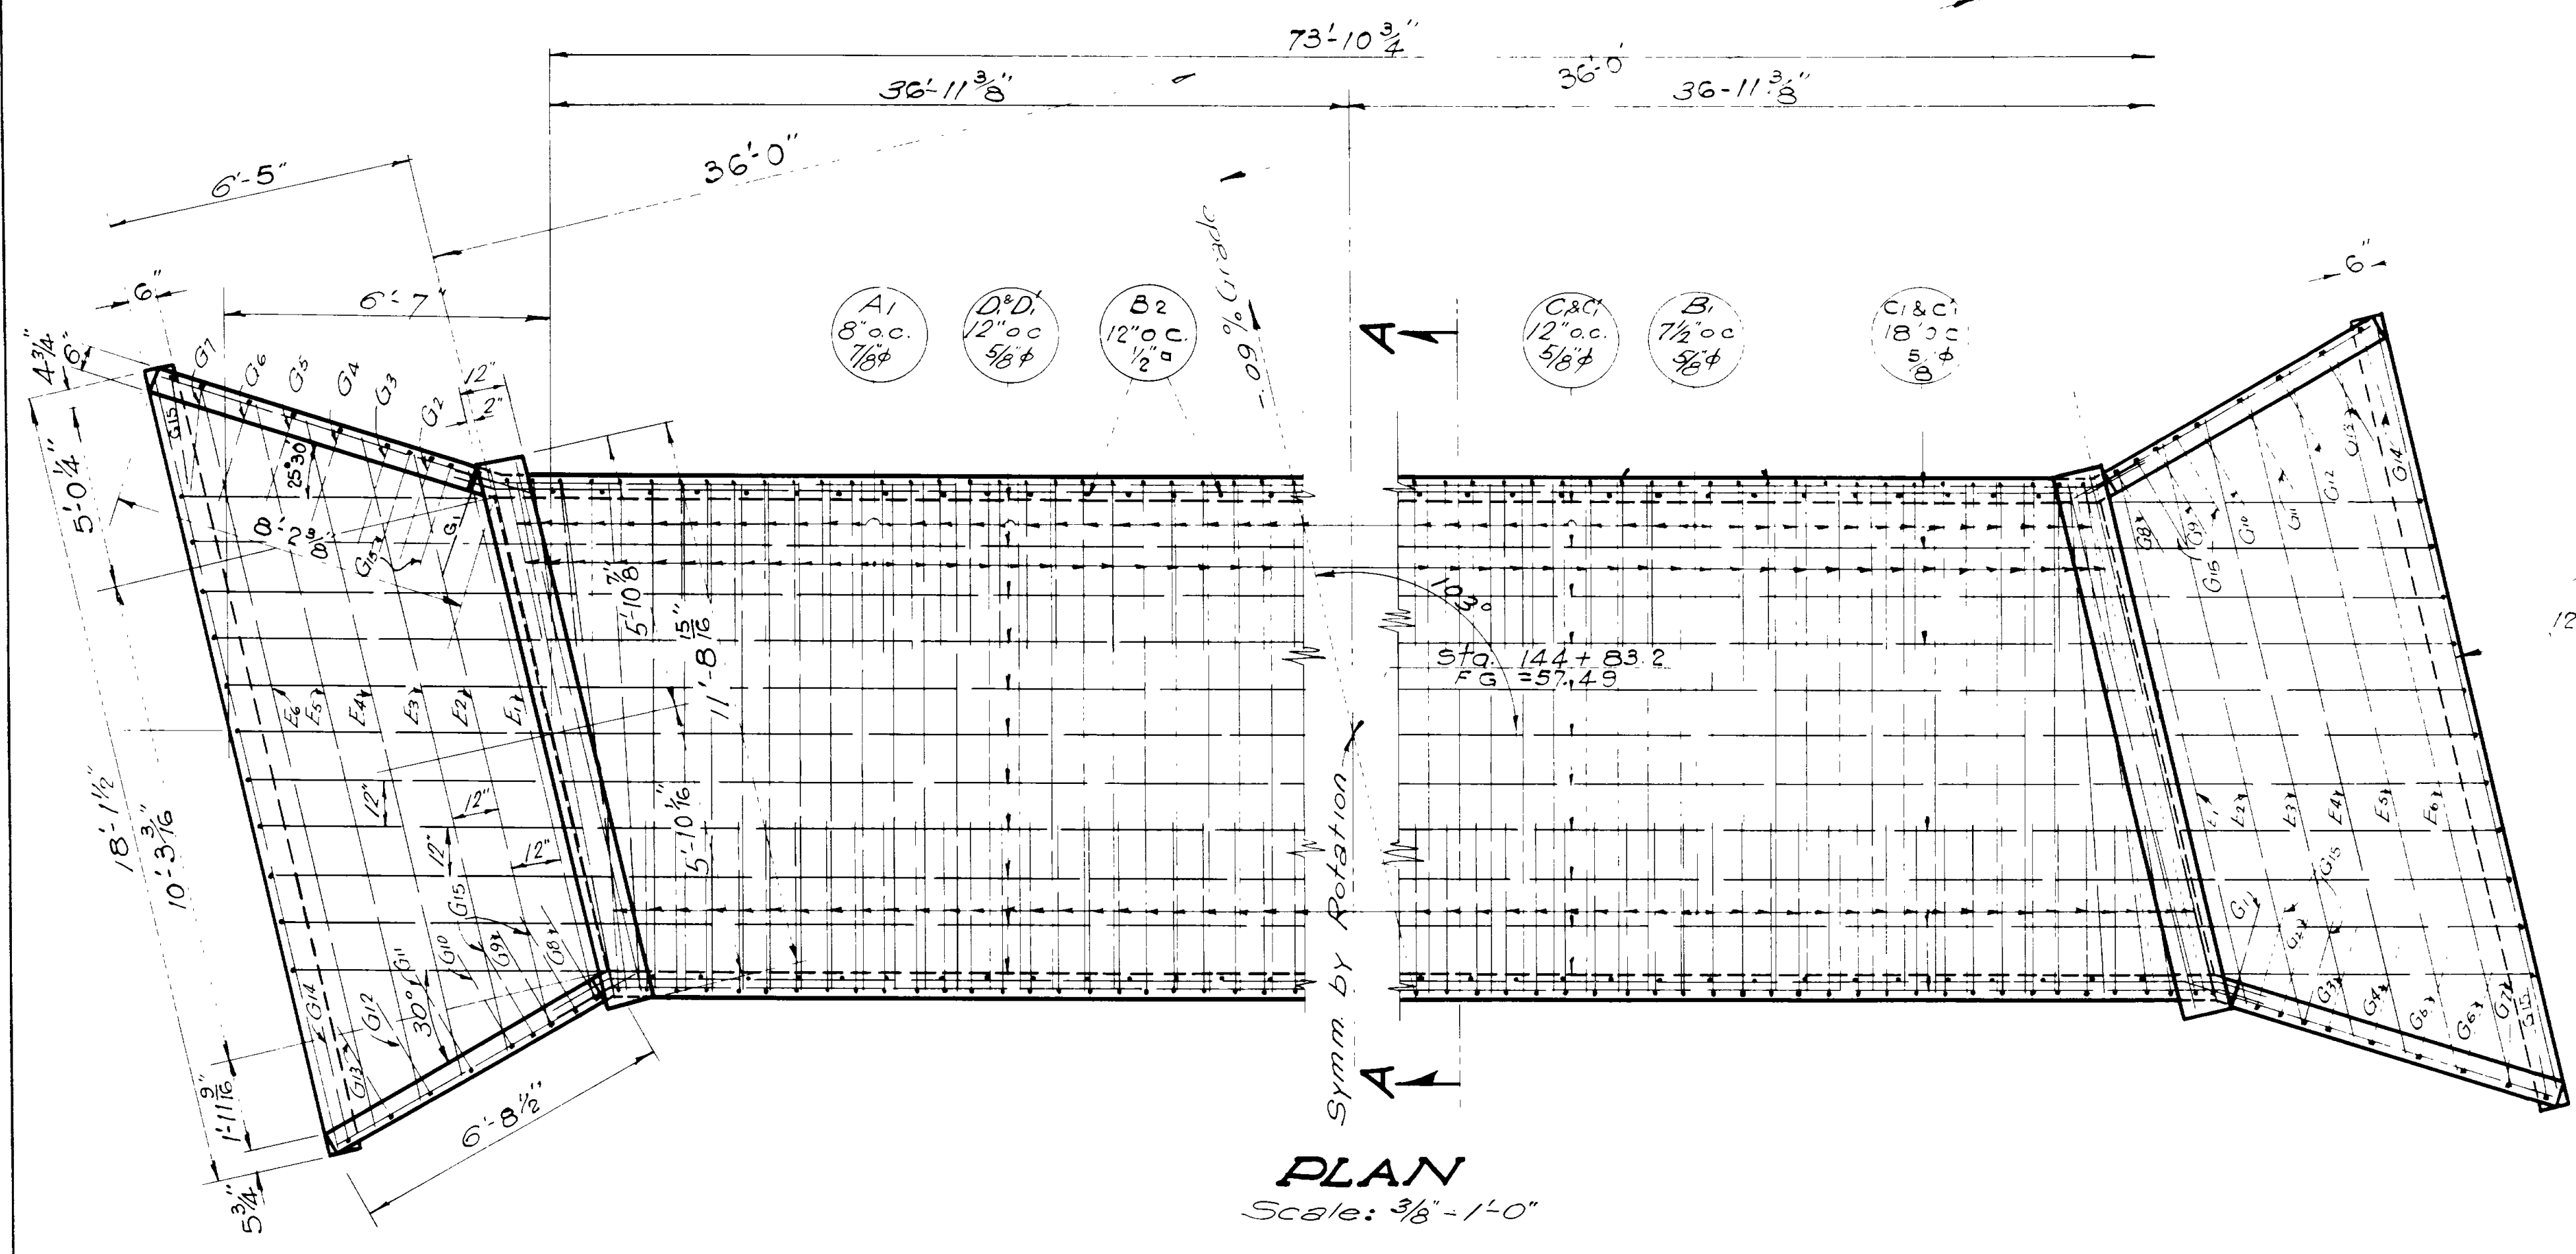 73'-10 3/4"
36'-11 3/8"
36'-0'
36-11 3/8"
36'-0"
6'-5"
6"
6'-7"
4 3/4"
6"
G7
G6
G5
G4
G3
G2
12"
2"
A1
8" o.c.
7/8"φ
D&D1
12" o c
5/8"φ
B2
12" o c.
1/2"□
-.09 % Grade
A
C&C1
12" o.c.
5/8"φ
B1
7 1/2" o c
5/8"φ
C1 & C1
18" o c
5/8 φ
6"
G15
25°30'
8'-2 3/8"
G15
G1
5'-0 1/4"
5'-10 7/8"
11'-8 15/16"
103°
Sta. 144 + 83.2
F G = 57.49
G8
G9
G15
G10
G11
G12
G13
G14
12
E6
E5
E4
E3
E2
E1
18'-1 1/2"
10'-3 3/16"
12"
12"
12"
12"
5'-10 1/16"
E1
E2
E3
E4
E5
E6
G15
G14
G13
G12
G11
30°
G10
G9
G8
G15
G1
G2
G3
G4
G6
G7
G15
1'-11 9/16"
5 3/4"
6'-8 1/2"
Symm. by Rotation
A
PLAN
Scale: 3/8" - 1'-0"